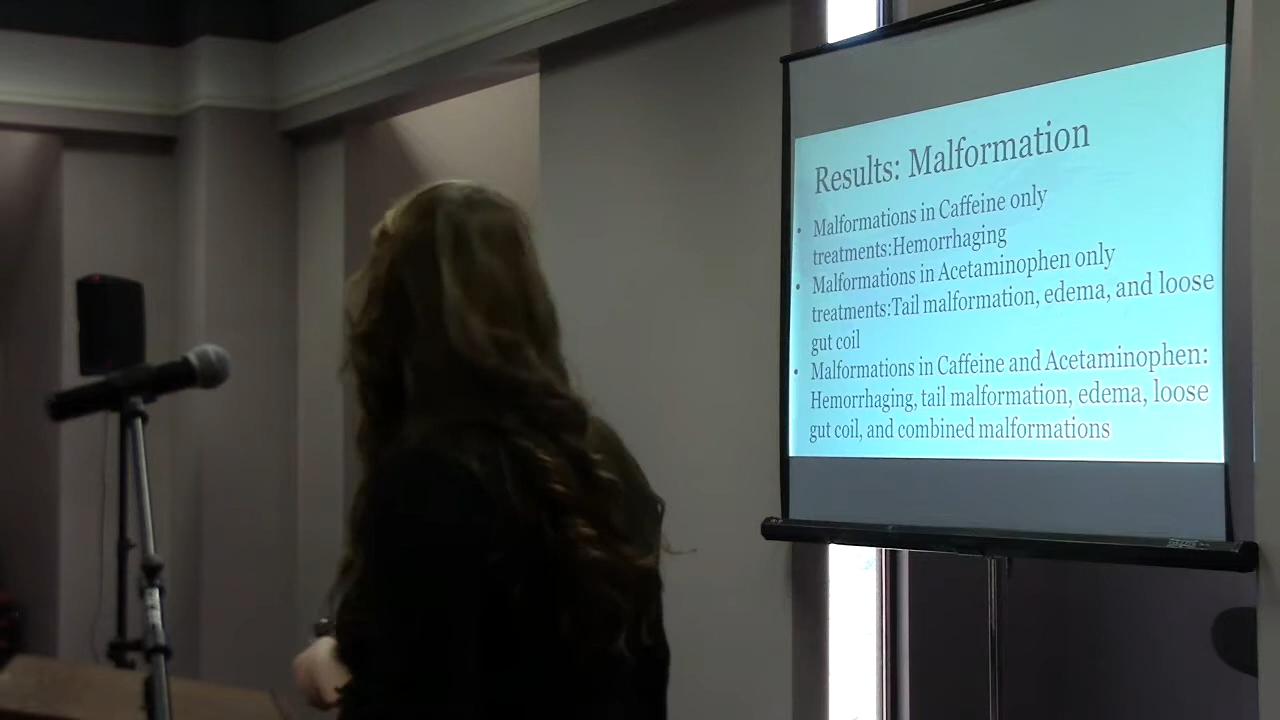 Results: Malformation
• Malformations in Caffeine only
treatments:Hemorrhaging
• Malformations in Acetaminophen only
treatments:Tail malformation, edema, and loose
gut coil
• Malformations in Caffeine and Acetaminophen:
Hemorrhaging, tail malformation, edema, loose
gut coil, and combined malformations